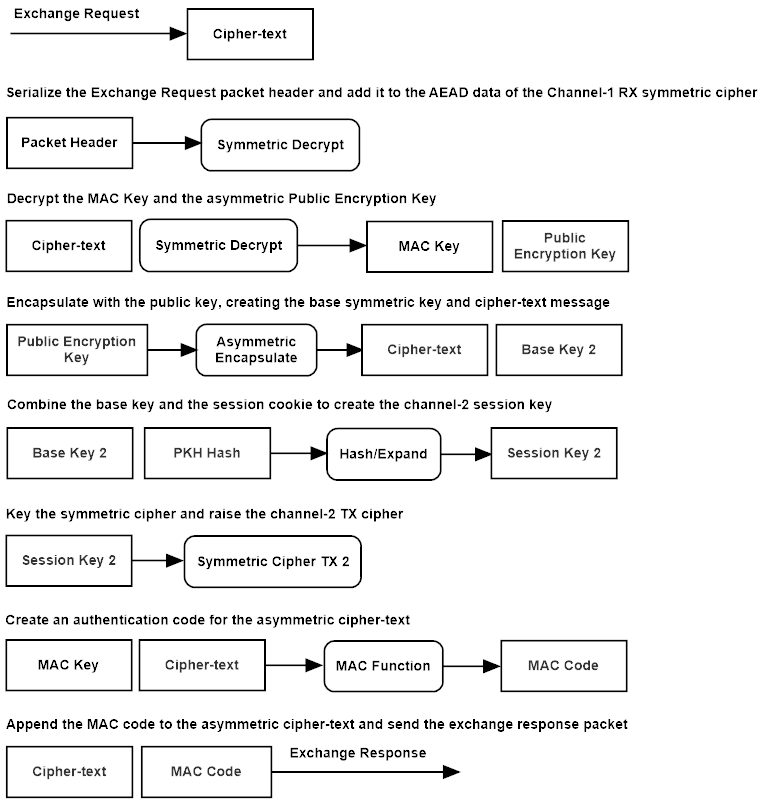 Exchange Request
Cipher-text
Serialize the Exchange Request packet header and add it to the AEAD data of the Channel-1 RX symmetric cipher
Packet Header
Symmetric Decrypt
Decrypt the MAC Key and the asymmetric Public Encryption Key
Cipher-text
Symmetric Decrypt
MAC Key
Public
Encryption Key
Encapsulate with the public key, creating the base symmetric key and cipher-text message
Public Encryption
Key
Asymmetric
Encapsulate
Cipher-text
Base Key 2
Combine the base key and the session cookie to create the channel-2 session key
Base Key 2
PKH Hash
Hash/Expand
Session Key 2
Key the symmetric cipher and raise the channel-2 TX cipher
Session Key 2
Symmetric Cipher TX 2
Create an authentication code for the asymmetric cipher-text
MAC Key
Cipher-text
MAC Function
MAC Code
Append the MAC code to the asymmetric cipher-text and send the exchange response packet
Cipher-text
MAC Code
Exchange Response